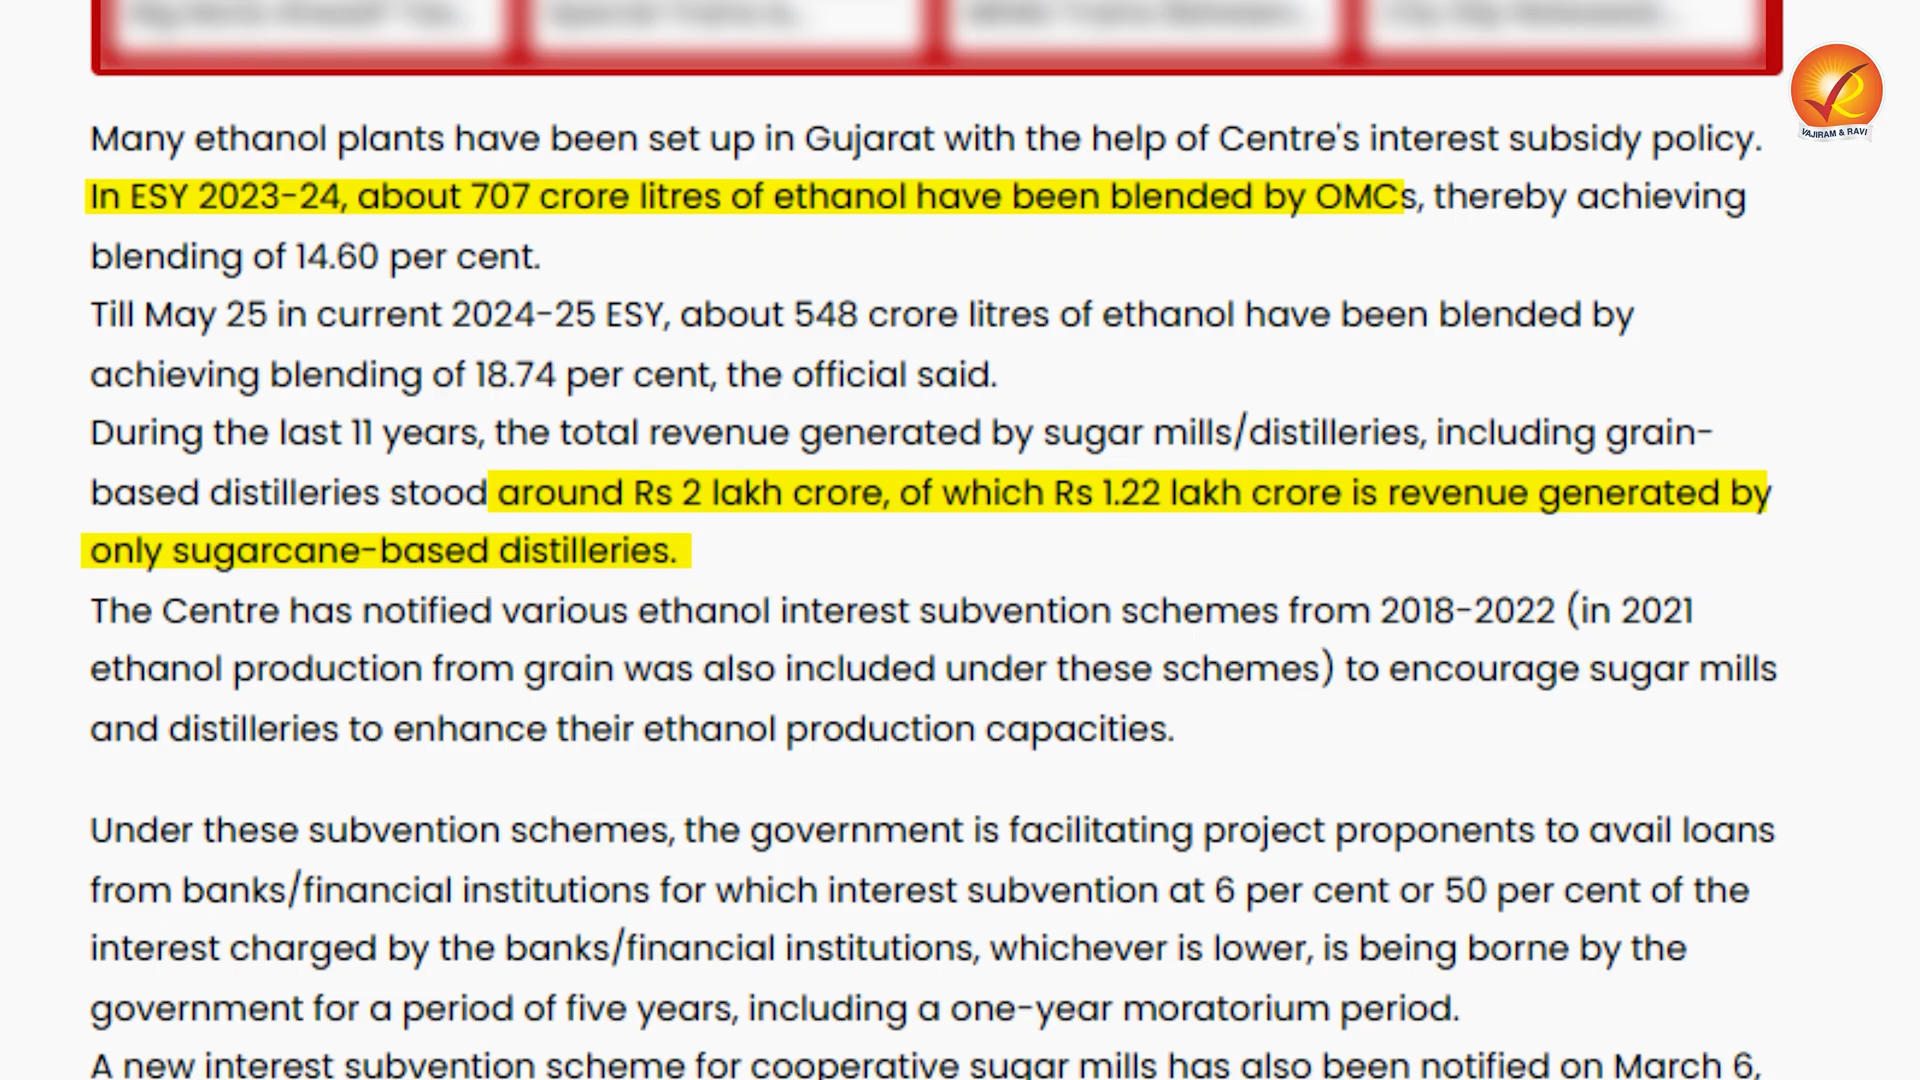 Many ethanol plants have been set up in Gujarat with the help of Centre's interest subsidy policy.
In ESY 2023-24, about 707 crore litres of ethanol have been blended by OMCs, thereby achieving
blending of 14.60 per cent.
Till May 25 in current 2024-25 ESY, about 548 crore litres of ethanol have been blended by
achieving blending of 18.74 per cent, the official said.
During the last 11 years, the total revenue generated by sugar mills/distilleries, including grain-
based distilleries stood around Rs 2 lakh crore, of which Rs 1.22 lakh crore is revenue generated by
only sugarcane-based distilleries.
The Centre has notified various ethanol interest subvention schemes from 2018-2022 (in 2021
ethanol production from grain was also included under these schemes) to encourage sugar mills
and distilleries to enhance their ethanol production capacities.
Under these subvention schemes, the government is facilitating project proponents to avail loans
from banks/financial institutions for which interest subvention at 6 per cent or 50 per cent of the
interest charged by the banks/financial institutions, whichever is lower, is being borne by the
government for a period of five years, including a one-year moratorium period.
A new interest subvention scheme for cooperative sugar mills has also been notified on March 6,
VAJIRAM & RAVI